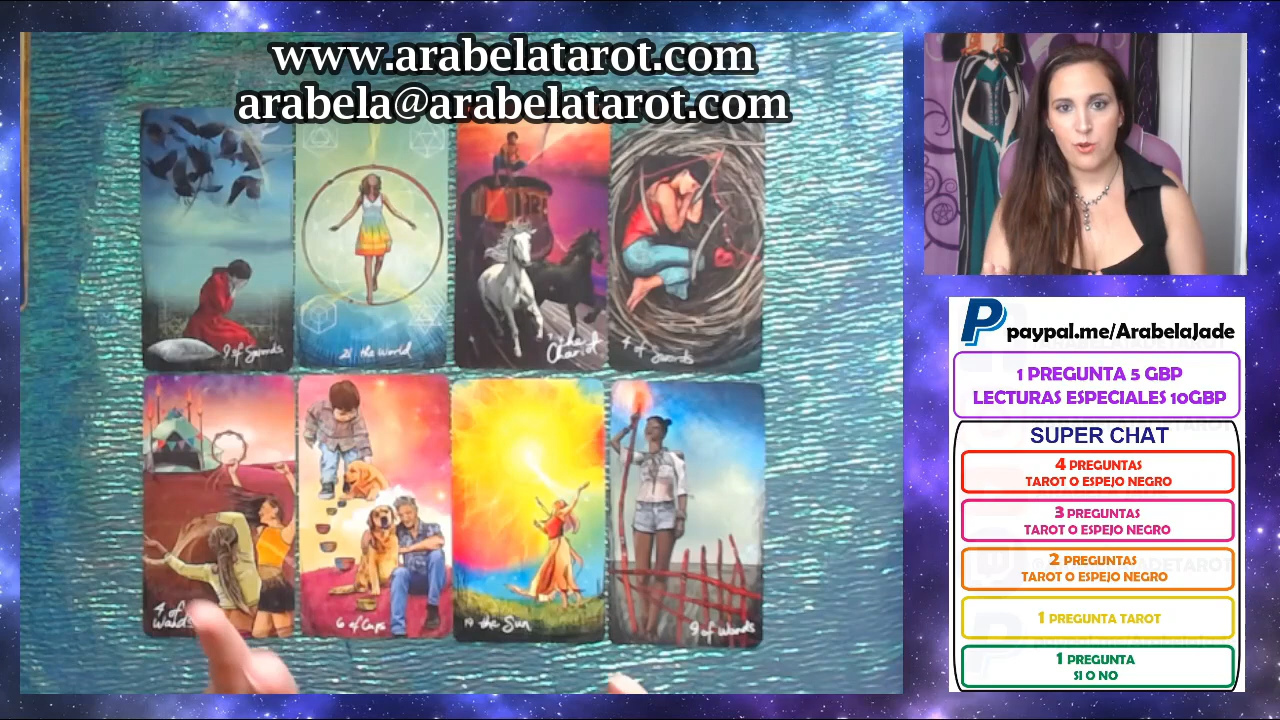 www.arabelatarot.com
arabela@arabelatarot.com
9 of Swords
21 the World
the Chariot
4 of Swords
4 of Wands
6 of Cups
19 the Sun
9 of Wands
paypal.me/ArabelaJade
1 PREGUNTA 5 GBP
LECTURAS ESPECIALES 10GBP
SUPER CHAT
4 PREGUNTAS
TAROT O ESPEJO NEGRO
3 PREGUNTAS
TAROT O ESPEJO NEGRO
2 PREGUNTAS
TAROT O ESPEJO NEGRO
1 PREGUNTA TAROT
1 PREGUNTA
SI O NO